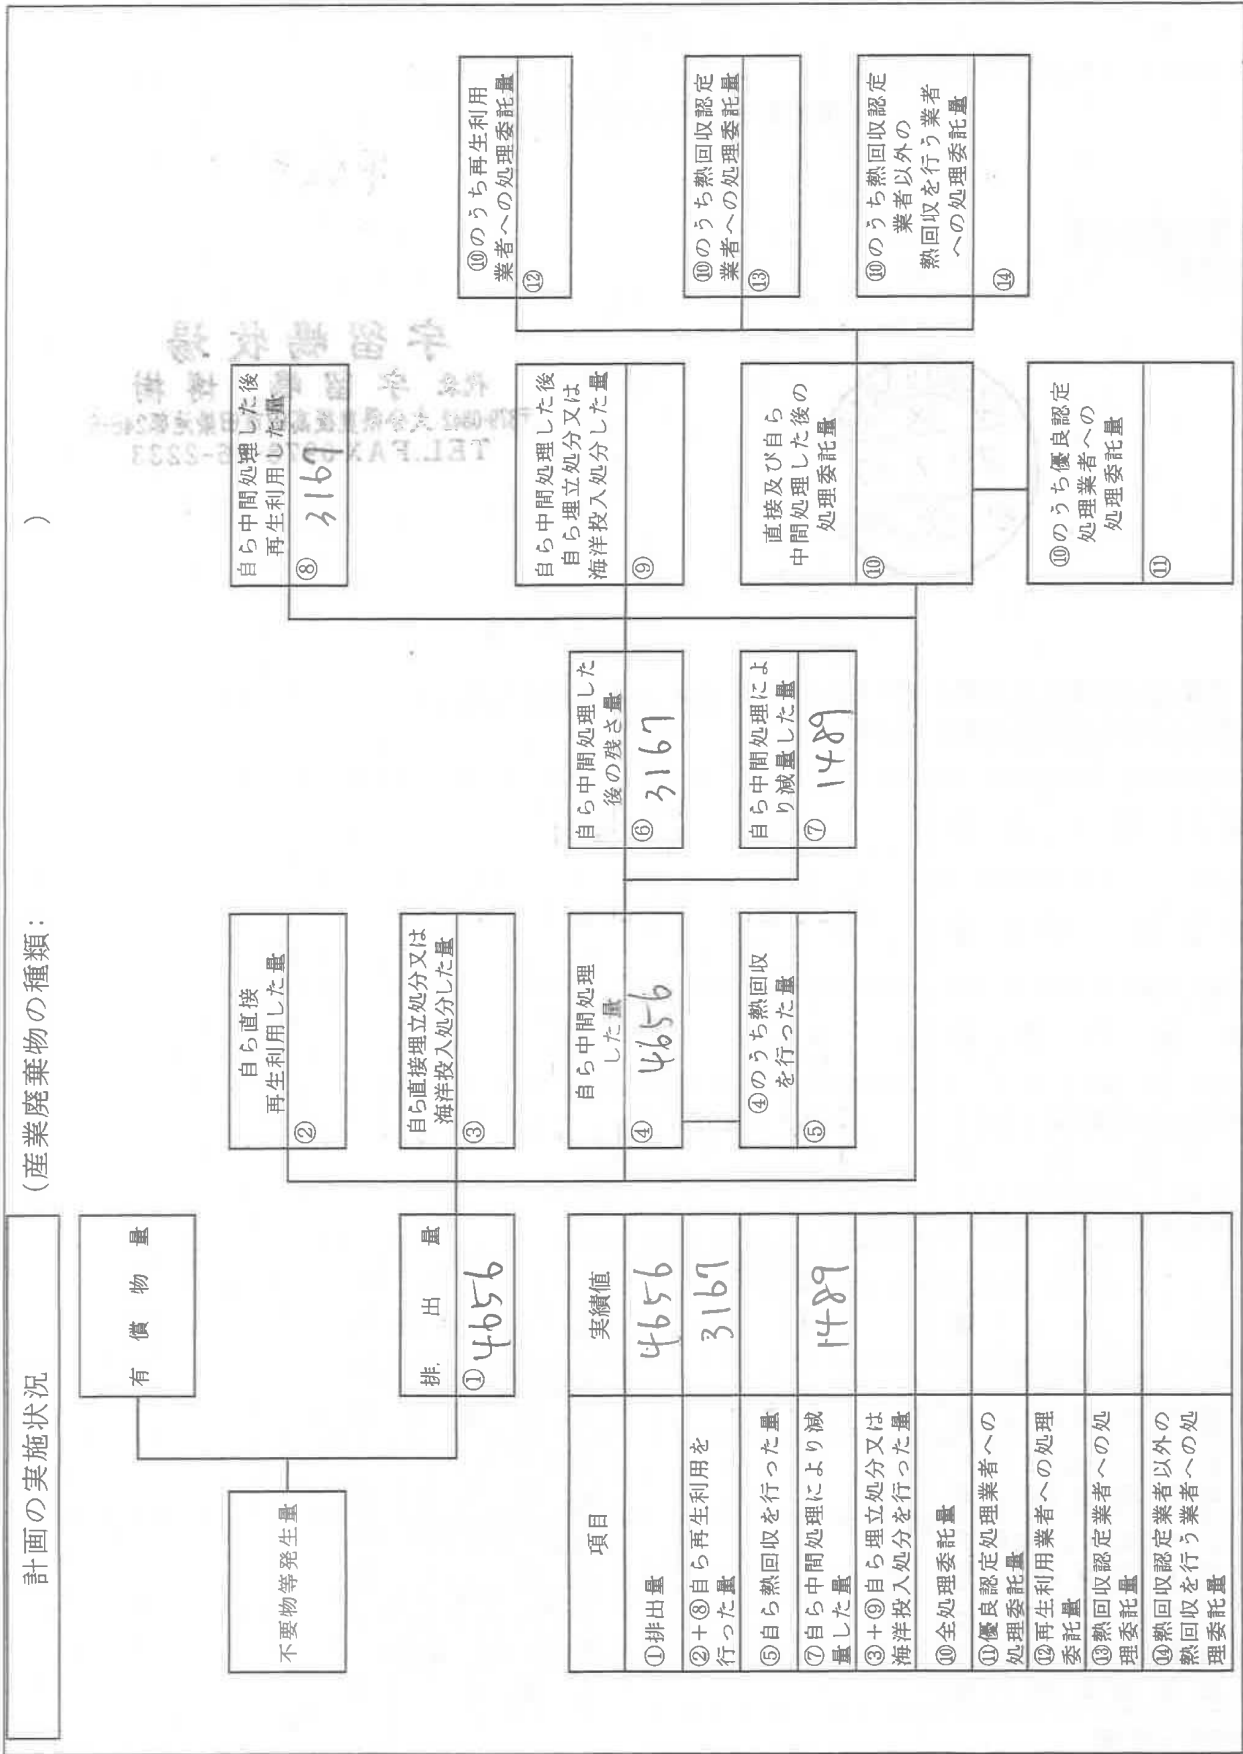 計画の実施状況
(産業廃棄物の種類: )
不要物等発生量
有償物量
排出量
① 4656
自ら直接
再生利用した量
②
自ら直接埋立処分又は
海洋投入処分した量
③
自ら中間処理
した量
④ 4656
④のうち熱回収
を行った量
⑤
自ら中間処理した
後の残さ量
⑥ 3167
自ら中間処理によ
り減量した量
⑦ 1489
自ら中間処理した後
再生利用した量
⑧ 3167
自ら中間処理した後
自ら埋立処分又は
海洋投入処分した量
⑨
直接及び自ら
中間処理した後の
処理委託量
⑩
⑩のうち優良認定
処理業者への
処理委託量
⑪
⑩のうち再生利用
業者への処理委託量
⑫
⑩のうち熱回収認定
業者への処理委託量
⑬
⑩のうち熱回収認定
業者以外の
熱回収を行う業者
への処理委託量
⑭
項目 実績値
①排出量 4656
②+⑧自ら再生利用を
行った量 3167
⑤自ら熱回収を行った量
⑦自ら中間処理により減
量した量 1489
③+⑨自ら埋立処分又は
海洋投入処分を行った量
⑩全処理委託量
⑪優良認定処理業者への
処理委託量
⑫再生利用業者への処理
委託量
⑬熱回収認定業者への処
理委託量
⑭熱回収認定業者以外の
熱回収を行う業者への処
理委託量